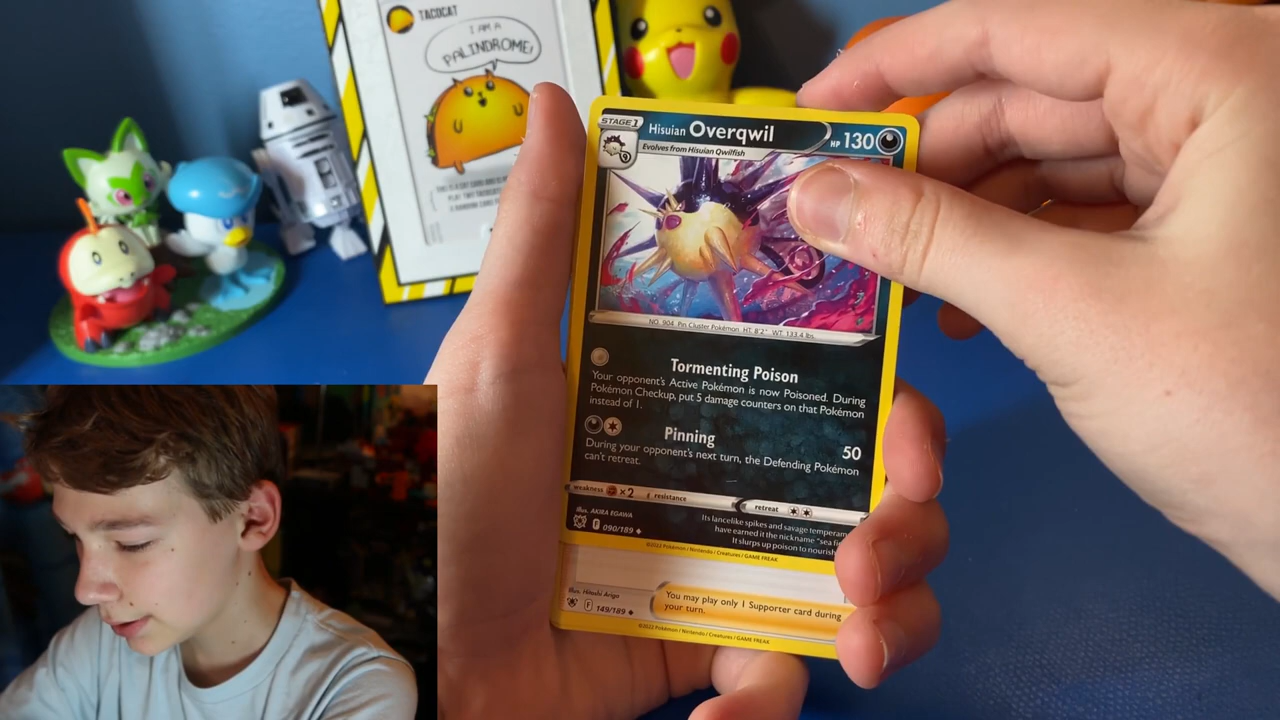 TACOCAT
I AM A
PALINDROME!
STAGE 1
Hisuian Overqwil
HP 130
Evolves from Hisuian Qwilfish
NO. 904 Pin Cluster Pokémon HT: 8'2" WT: 133.4 lbs.
Tormenting Poison
Your opponent's Active Pokémon is now Poisoned. During
Pokémon Checkup, put 5 damage counters on that Pokémon
instead of 1.
Pinning 50
During your opponent's next turn, the Defending Pokémon
can't retreat.
weakness ×2 resistance retreat
Illus. AKIRA EGAWA
F 090/189
Its lancelike spikes and savage
have earned it the nickname "sea
It slurps up poison to nourish
©2022 Pokémon / Nintendo / Creatures / GAME FREAK
Illus. Hitoshi Ariga
F 149/189
You may play only 1 Supporter card during
your turn.
©2022 Pokémon / Nintendo / Creatures / GAME FREAK